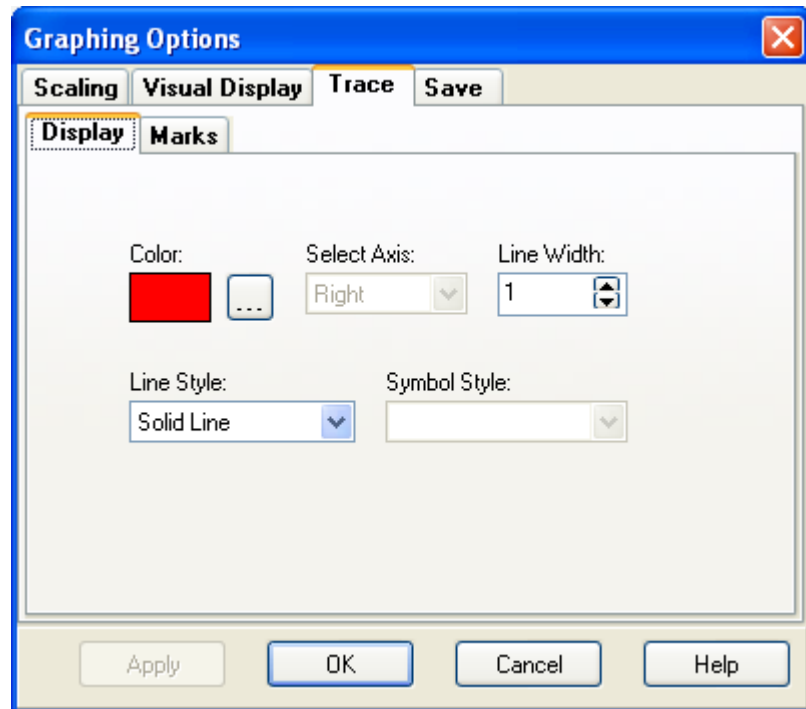 Graphing Options
Scaling Visual Display Trace Save
Display Marks
Color: Select Axis: Line Width:
... Right 1
Line Style: Symbol Style:
Solid Line
Apply OK Cancel Help